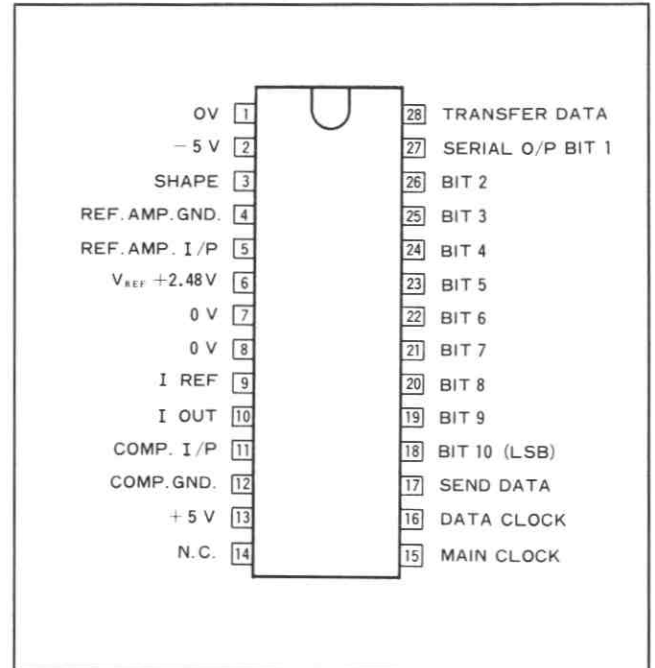 0V 1
−5 V 2
SHAPE 3
REF.AMP.GND. 4
REF.AMP. I/P 5
VREF +2.48V 6
0 V 7
0 V 8
I REF 9
I OUT 10
COMP. I/P 11
COMP.GND. 12
+5 V 13
N.C. 14
28 TRANSFER DATA
27 SERIAL O/P BIT 1
26 BIT 2
25 BIT 3
24 BIT 4
23 BIT 5
22 BIT 6
21 BIT 7
20 BIT 8
19 BIT 9
18 BIT 10 (LSB)
17 SEND DATA
16 DATA CLOCK
15 MAIN CLOCK